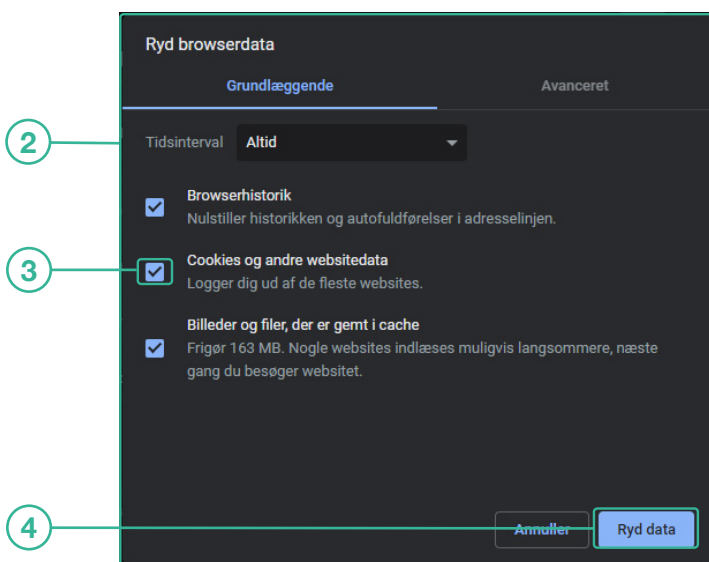 Ryd browserdata
Grundlæggende Avanceret
2 Tidsinterval Altid
Browserhistorik
Nulstiller historikken og autofuldførelser i adresselinjen.
3 Cookies og andre websitedata
Logger dig ud af de fleste websites.
Billeder og filer, der er gemt i cache
Frigør 163 MB. Nogle websites indlæses muligvis langsommere, næste
gang du besøger websitet.
4 Annuller Ryd data